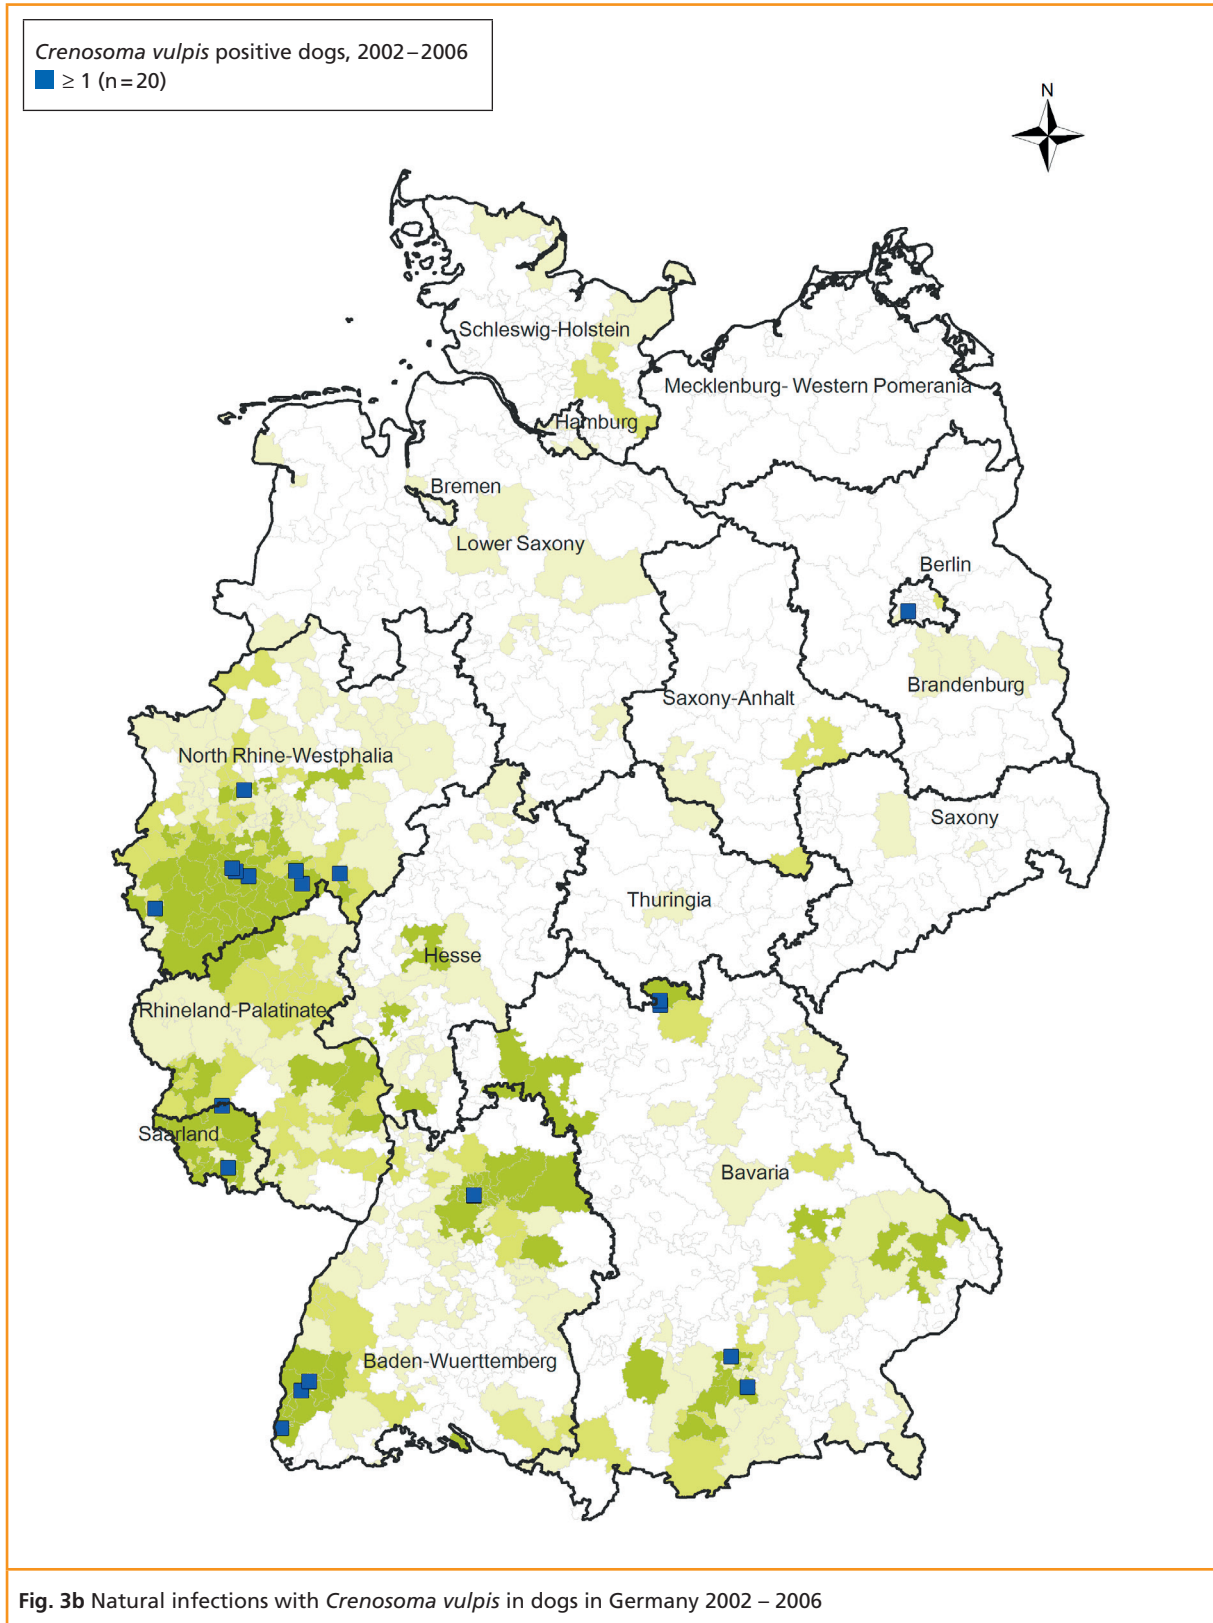 Crenosoma vulpis positive dogs, 2002–2006
≥ 1 (n=20)
N
Schleswig-Holstein
Mecklenburg- Western Pomerania
Hamburg
Bremen
Lower Saxony
Berlin
Brandenburg
Saxony-Anhalt
North Rhine-Westphalia
Saxony
Thuringia
Hesse
Rhineland-Palatinate
Saarland
Bavaria
Baden-Wuerttemberg
Fig. 3b Natural infections with Crenosoma vulpis in dogs in Germany 2002 – 2006